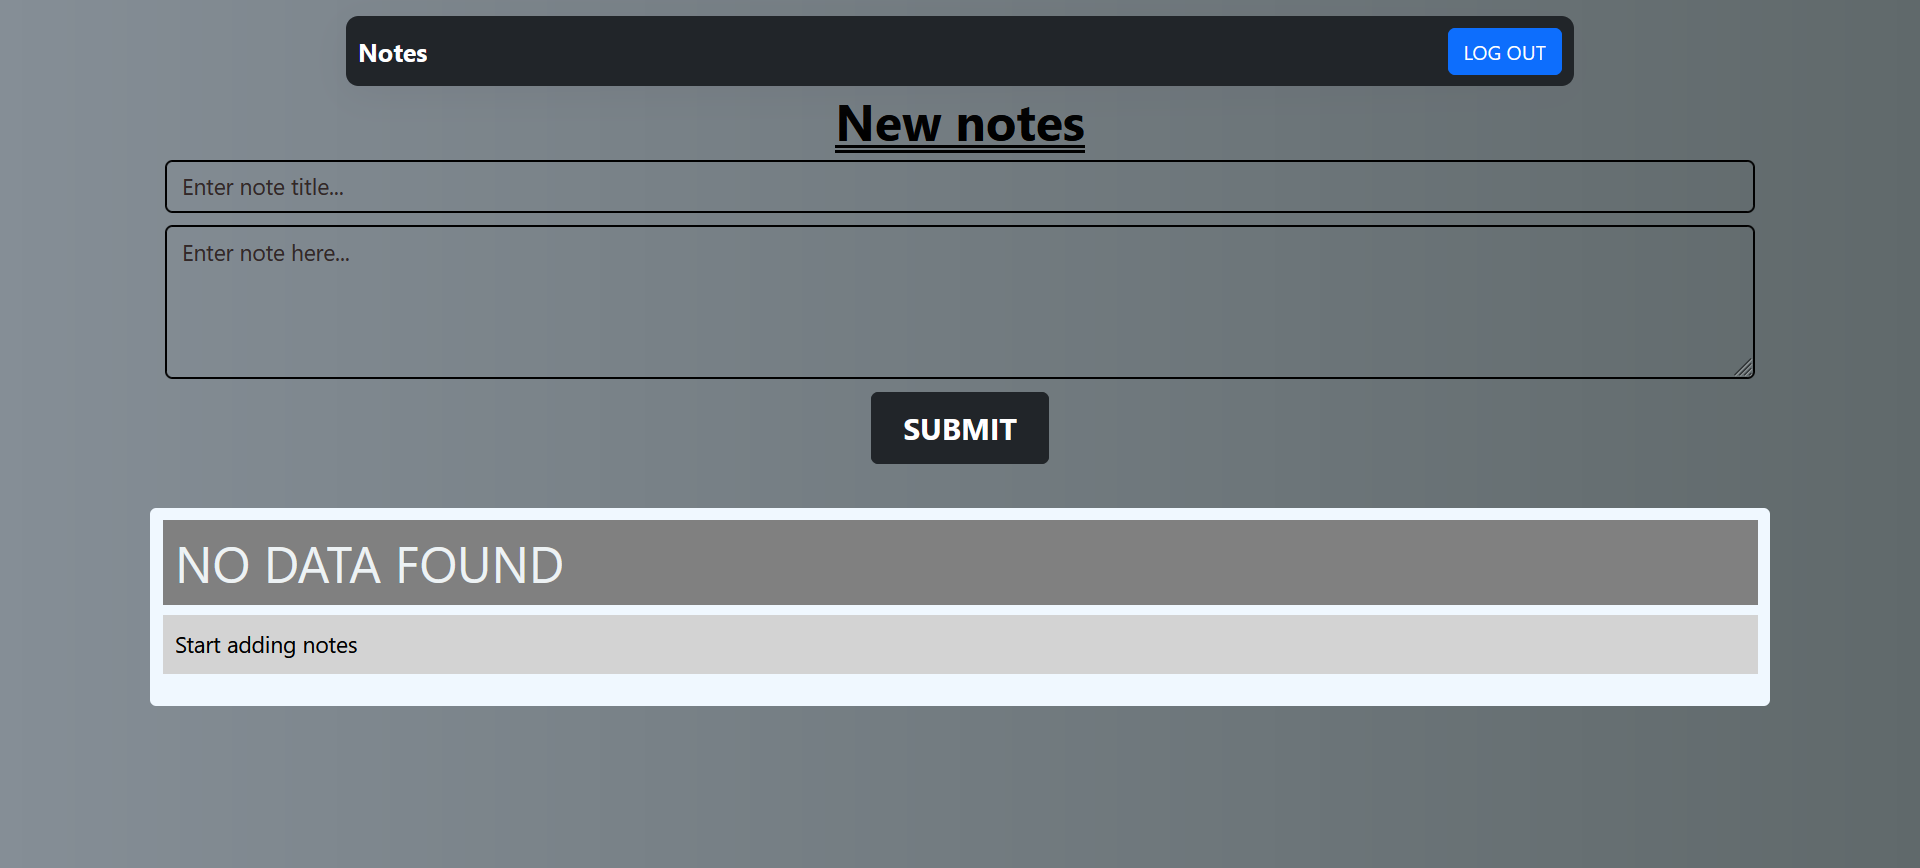 Notes
LOG OUT
New notes
Enter note title...
Enter note here...
SUBMIT
NO DATA FOUND
Start adding notes